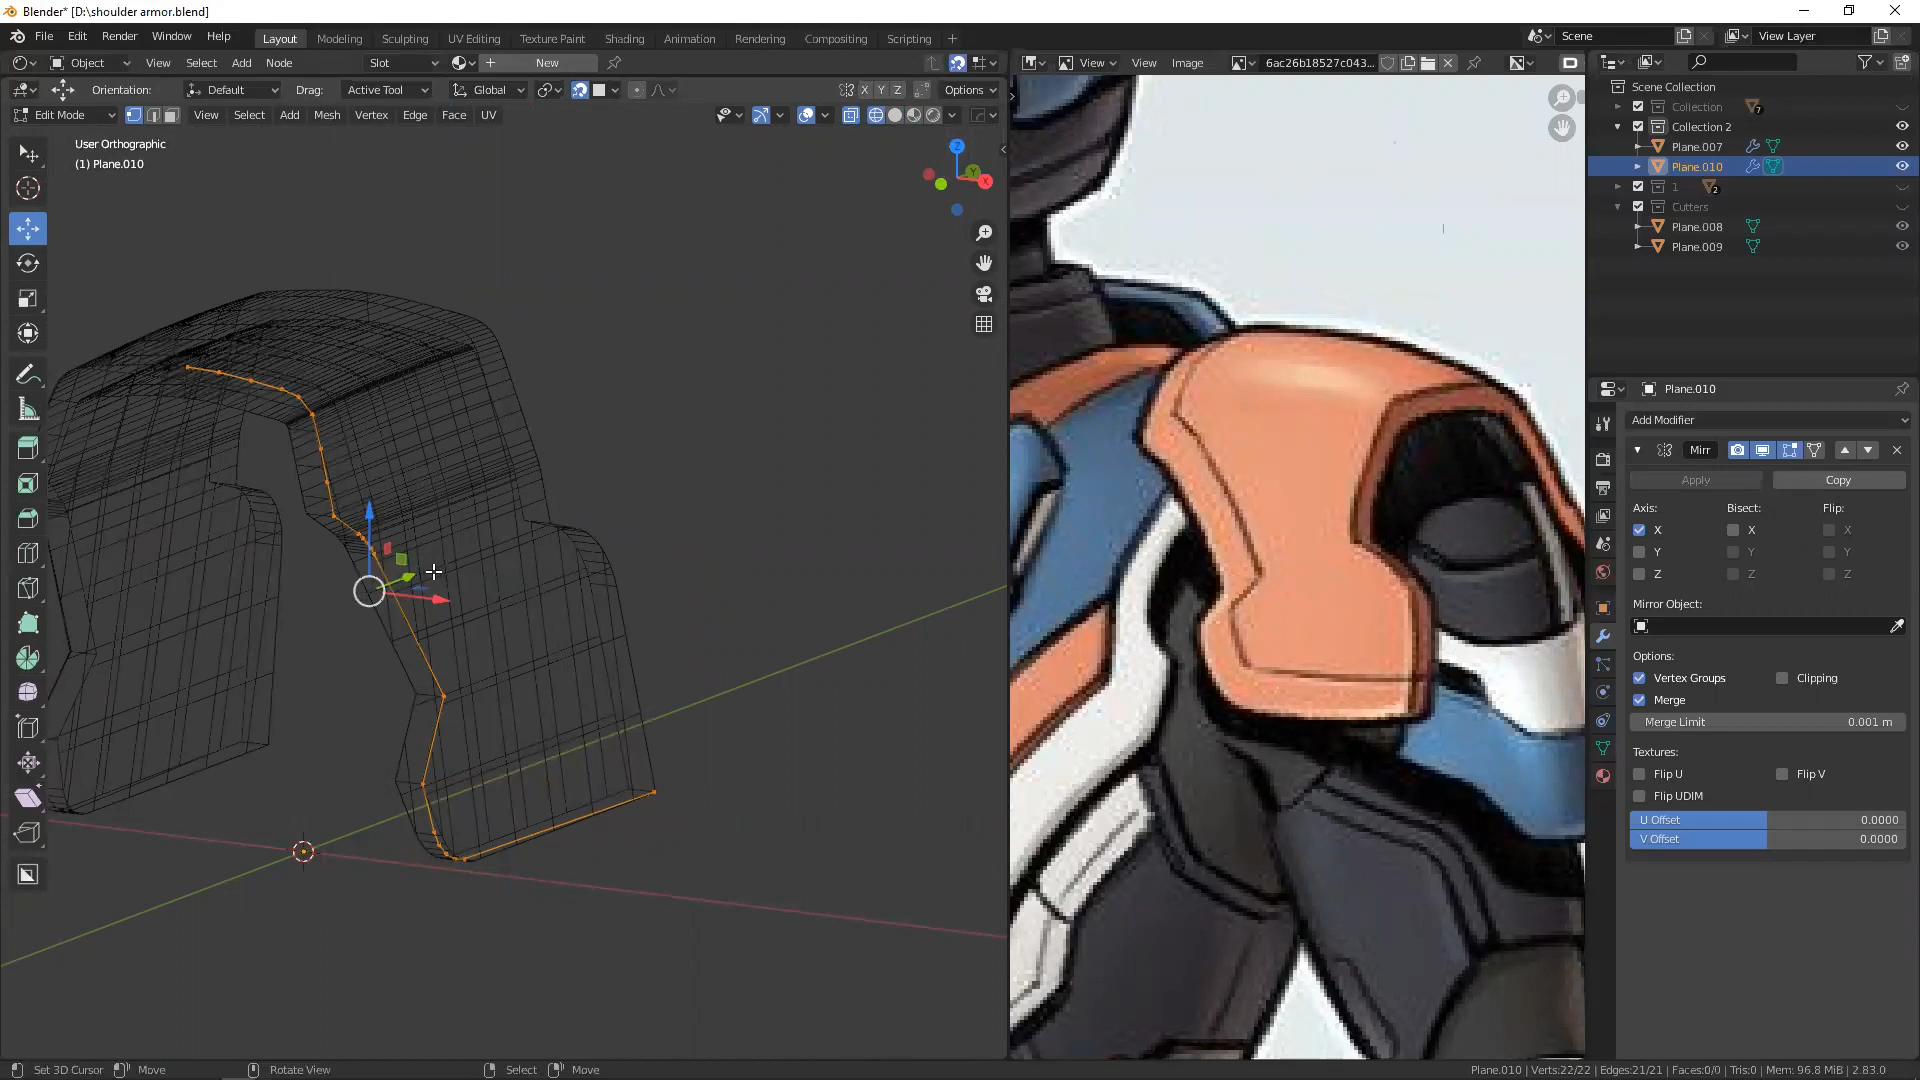 Blender* [D:\shoulder armor.blend]
File Edit Render Window Help
Layout Modeling Sculpting UV Editing Texture Paint Shading Animation Rendering Compositing Scripting +
Scene
View Layer
Object View Select Add Node Slot New
View View Image 6ac26b18527c043...
Orientation: Default Drag: Active Tool Global X Y Z Options
Edit Mode View Select Add Mesh Vertex Edge Face UV
User Orthographic
(1) Plane.010
Z
Y
X
Scene Collection
Collection 7
Collection 2
Plane.007
Plane.010
1 2
Cutters
Plane.008
Plane.009
Plane.010
Add Modifier
Mirr
Apply Copy
Axis: Bisect: Flip:
X X X
Y Y Y
Z Z Z
Mirror Object:
Options:
Vertex Groups Clipping
Merge
Merge Limit 0.001 m
Textures:
Flip U Flip V
Flip UDIM
U Offset 0.0000
V Offset 0.0000
Set 3D Cursor Move Rotate View Select Move
Plane.010 | Verts:22/22 | Edges:21/21 | Faces:0/0 | Tris:0 | Mem: 96.8 MiB | 2.83.0